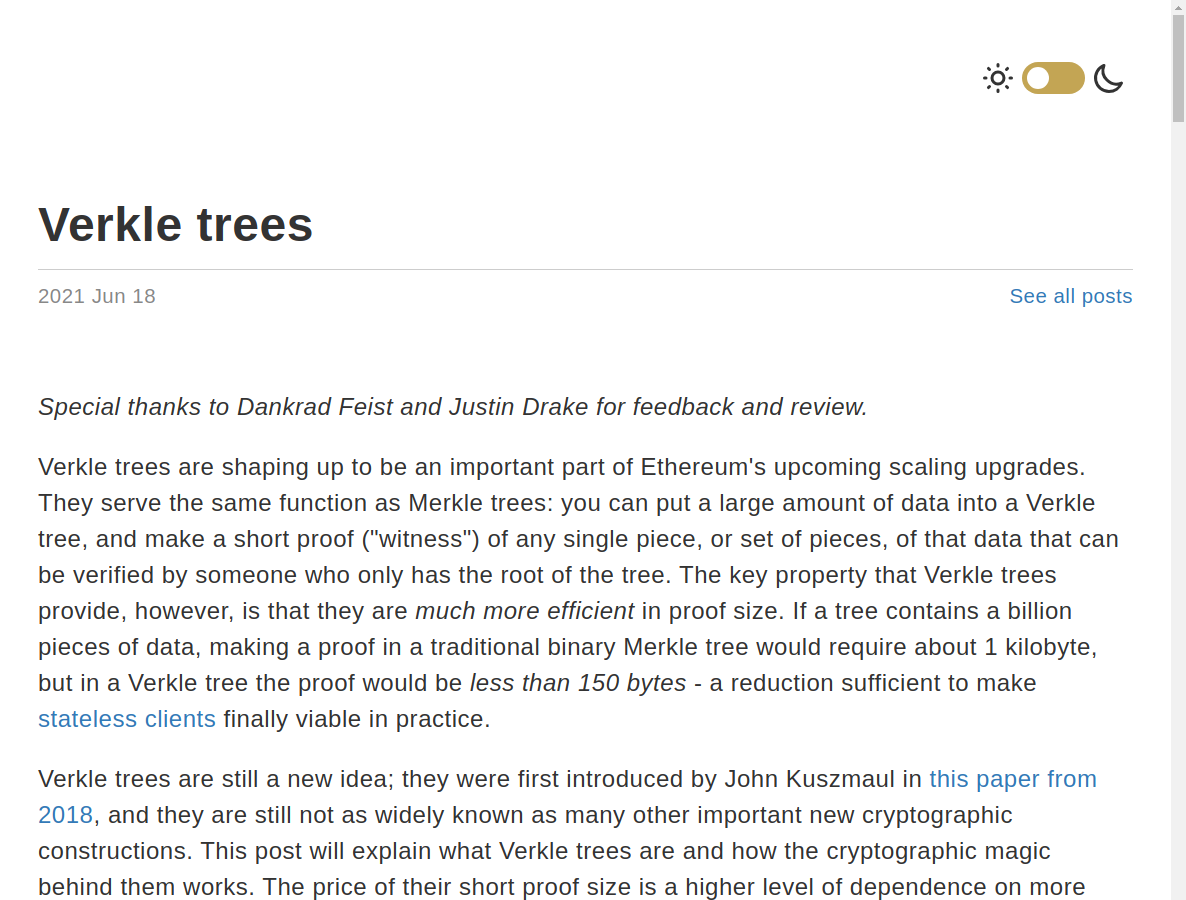 Verkle trees
2021 Jun 18
See all posts
Special thanks to Dankrad Feist and Justin Drake for feedback and review.
Verkle trees are shaping up to be an important part of Ethereum's upcoming scaling upgrades.
They serve the same function as Merkle trees: you can put a large amount of data into a Verkle
tree, and make a short proof ("witness") of any single piece, or set of pieces, of that data that can
be verified by someone who only has the root of the tree. The key property that Verkle trees
provide, however, is that they are much more efficient in proof size. If a tree contains a billion
pieces of data, making a proof in a traditional binary Merkle tree would require about 1 kilobyte,
but in a Verkle tree the proof would be less than 150 bytes - a reduction sufficient to make
stateless clients finally viable in practice.
Verkle trees are still a new idea; they were first introduced by John Kuszmaul in this paper from
2018, and they are still not as widely known as many other important new cryptographic
constructions. This post will explain what Verkle trees are and how the cryptographic magic
behind them works. The price of their short proof size is a higher level of dependence on more